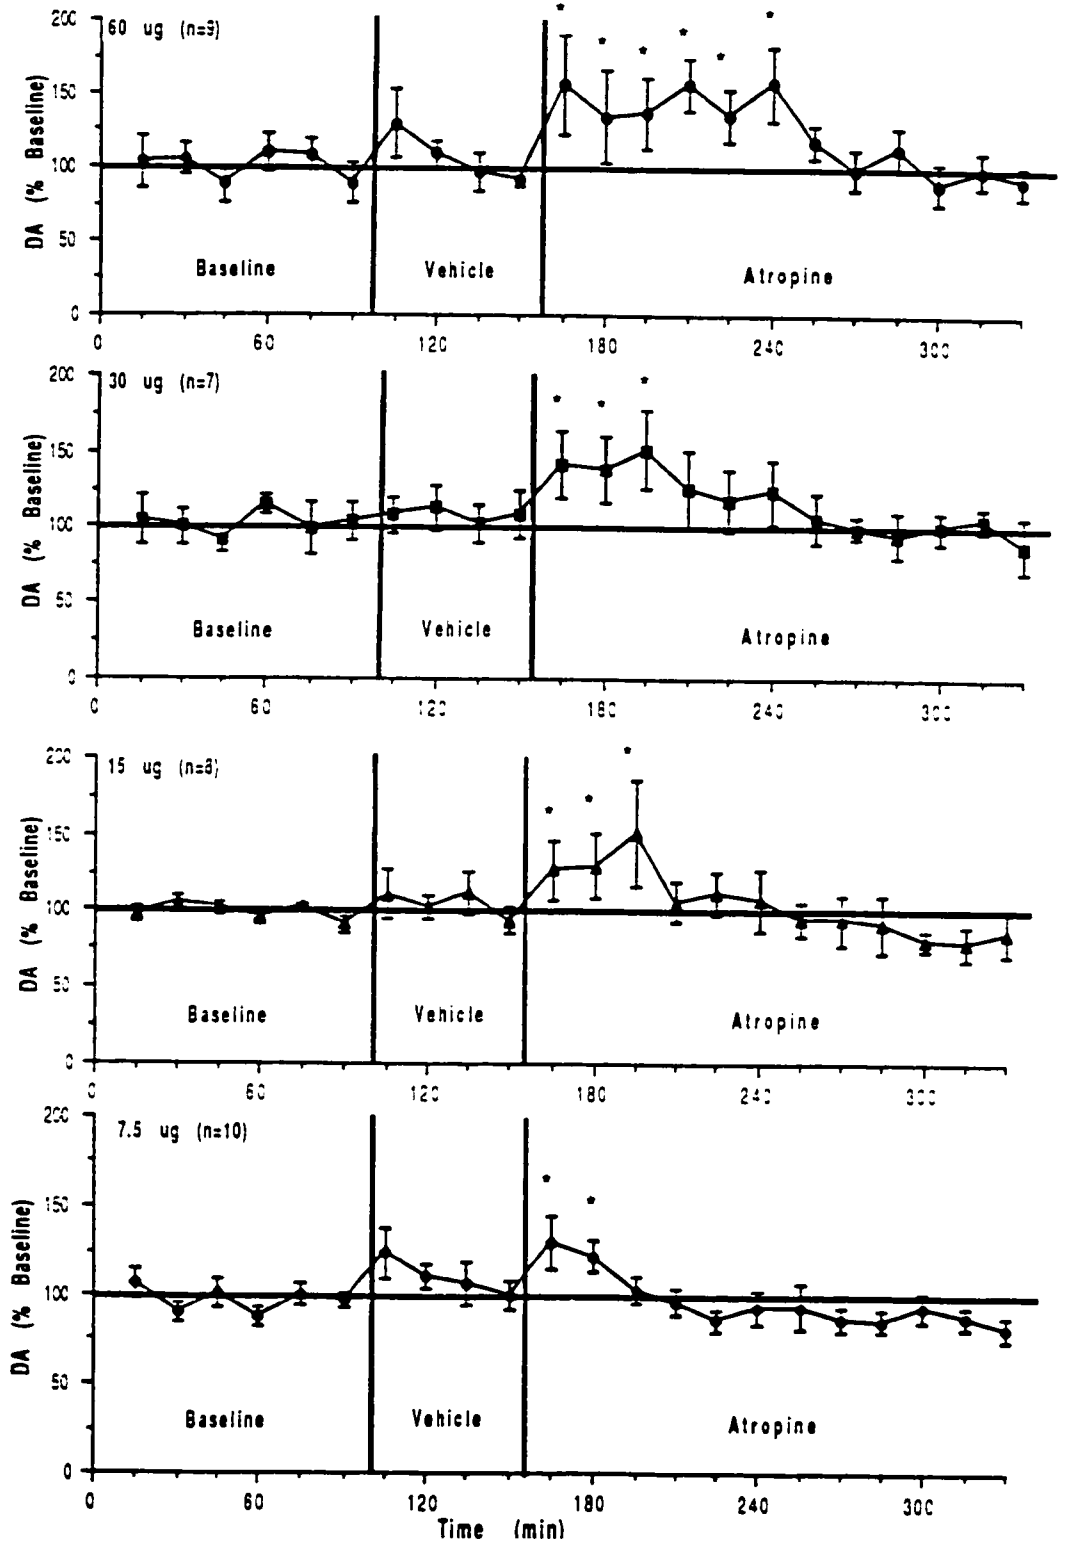 200
60 ug (n=9)
* * * * * *
150
100
50
0
DA (% Baseline)
Baseline Vehicle Atropine
60 120 180 240 300
200
30 ug (n=7)
* * *
150
100
50
0
DA (% Baseline)
Baseline Vehicle Atropine
0 60 120 180 240 300
200
15 ug
* * *
150
100
50
0
DA (% Baseline)
Baseline Vehicle Atropine
0 60 120 180 240 300
200
7.5 ug (n=10)
* *
150
100
50
0
DA (% Baseline)
Baseline Vehicle Atropine
0 60 120 180 240 300
Time (min)